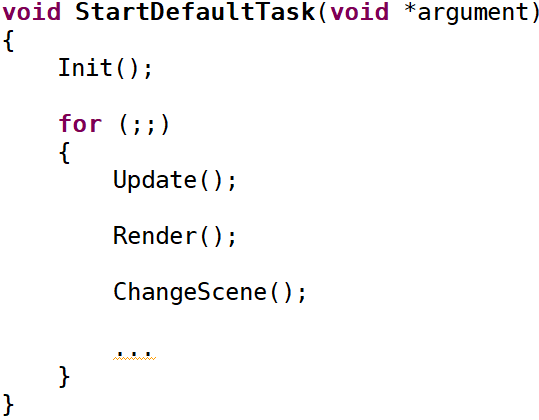 void StartDefaultTask(void *argument)
{
Init();
for (;;)
{
Update();
Render();
ChangeScene();
...
}
}